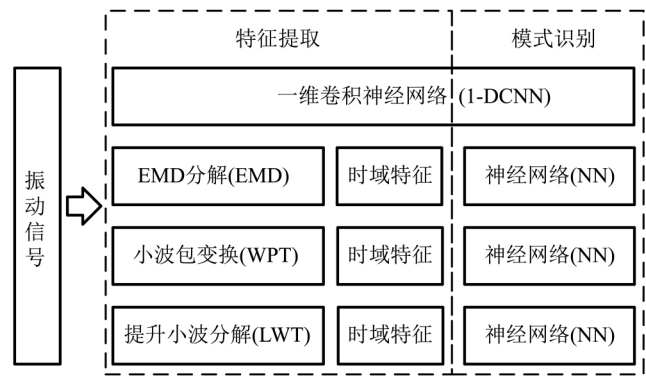 特征提取 模式识别
一维卷积神经网络 (1-DCNN)
振动信号
EMD分解(EMD) 时域特征 神经网络(NN)
小波包变换(WPT) 时域特征 神经网络(NN)
提升小波分解(LWT) 时域特征 神经网络(NN)